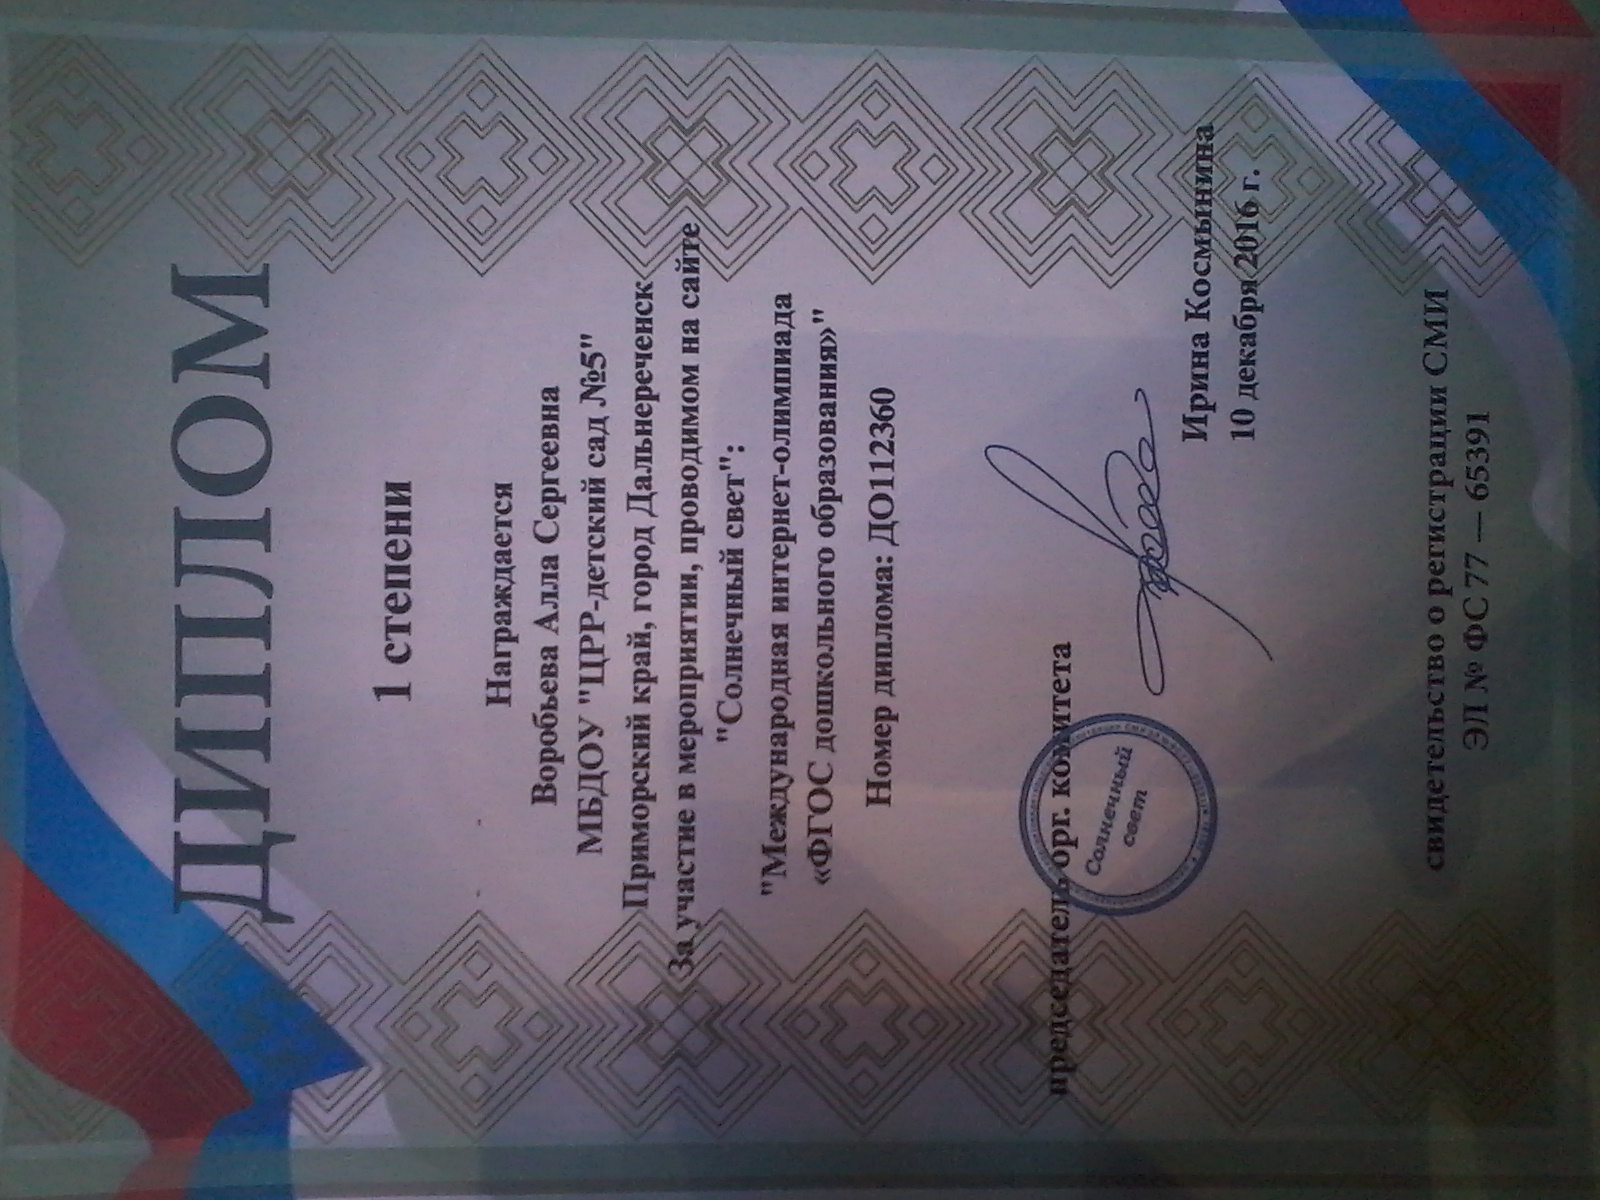 ДИПЛОМ
1 степени
Награждается
Воробьева Алла Сергеевна
МБДОУ "ЦРР-детский сад №5"
Приморский край, город Дальнереченск
За участие в мероприятии, проводимом на сайте
"Солнечный свет":
"Международная интернет-олимпиада
«ФГОС дошкольного образования»"
Номер диплома: ДО112360
председатель орг. комитета
Солнечный
свет
Ирина Космынина
10 декабря 2016 г.
свидетельство о регистрации СМИ
ЭЛ № ФС 77 — 65391